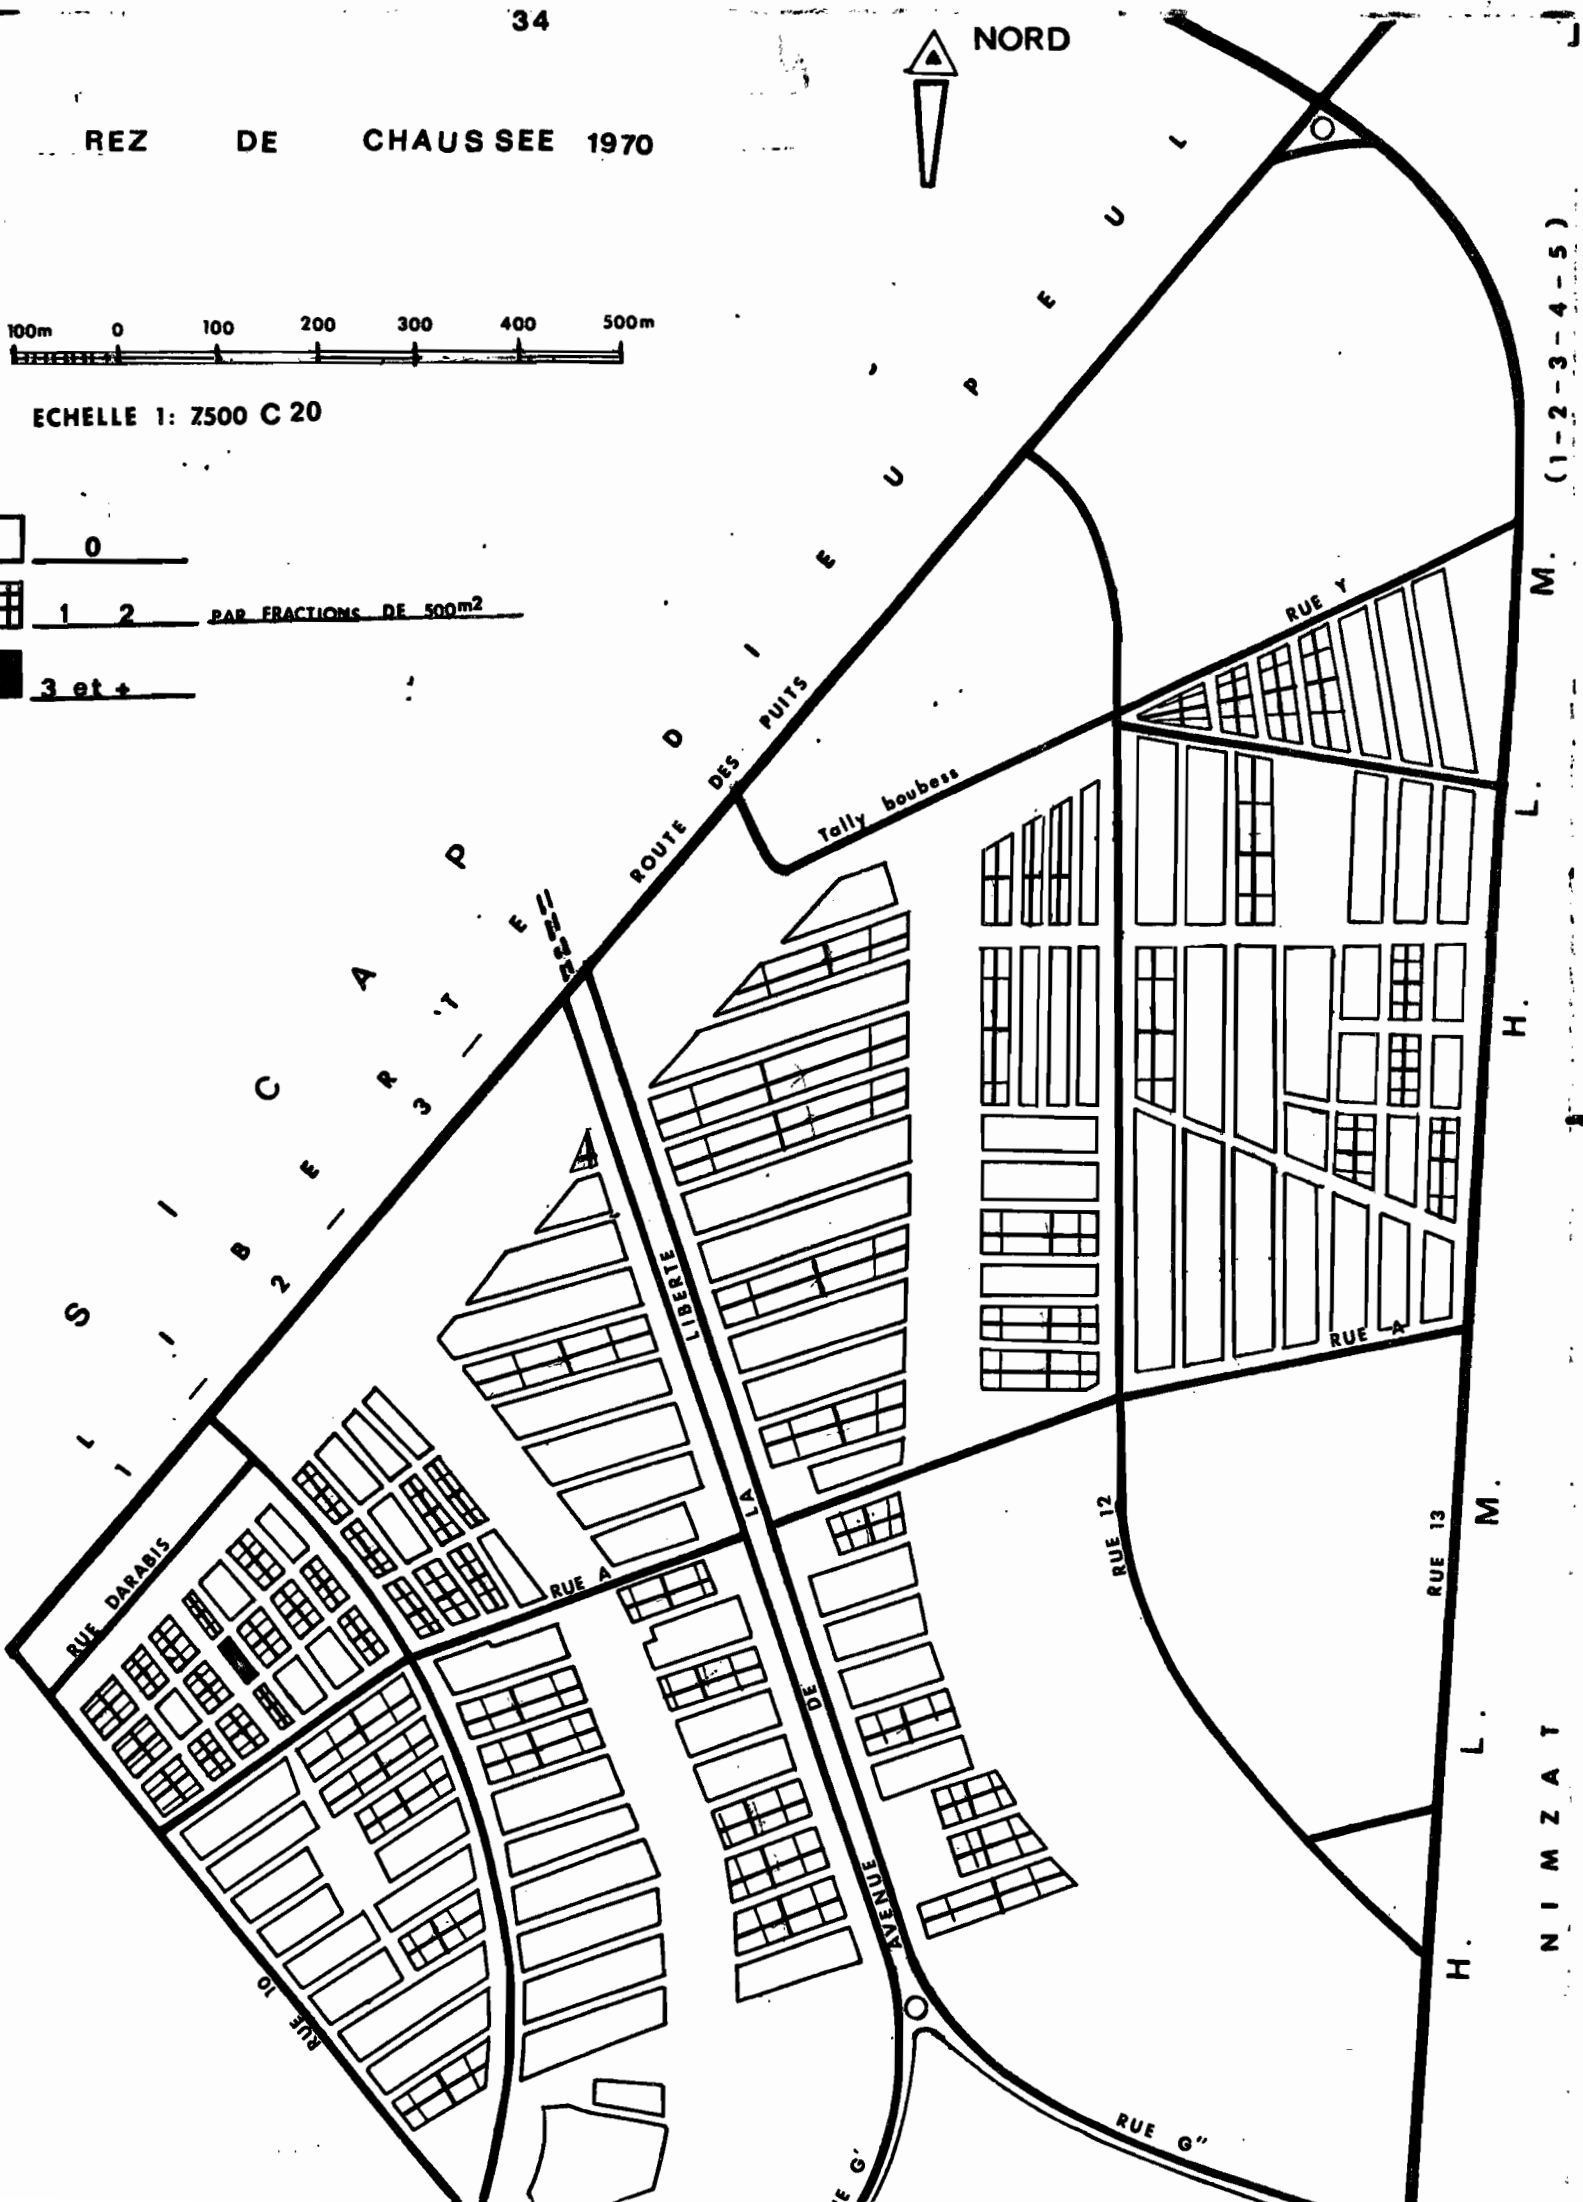 34
NORD
REZ DE CHAUSSEE 1970
100m 0 100 200 300 400 500m
ECHELLE 1: 7500 C 20
0
1 2 PAR FRACTIONS DE 500m2
3 et +
SICAP
DIEUPEUL
LIBERTE
1 — 2 — 3 —
ROUTE DES PUITS
Tally boubess
RUE Y
H. L. M. (1-2-3-4-5)
H. L. M. NIMZAT
AVENUE DE LA LIBERTE
RUE A
RUE A
RUE DARABIS
RUE 10
RUE 12
RUE 13
RUE G''
E G'